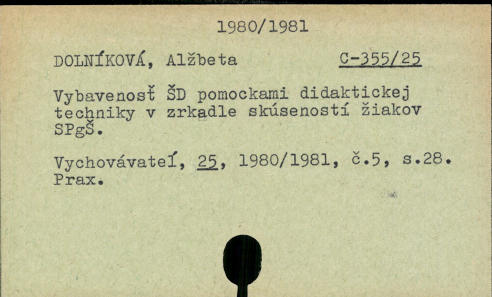 1980/1981
DOLNÍKOVÁ, Alžbeta C-355/25
Vybavenosť ŠD pomockami didaktickej
techniky v zrkadle skúseností žiakov
SPgŠ.
Vychovávateľ, 25, 1980/1981, č.5, s.28.
Prax.